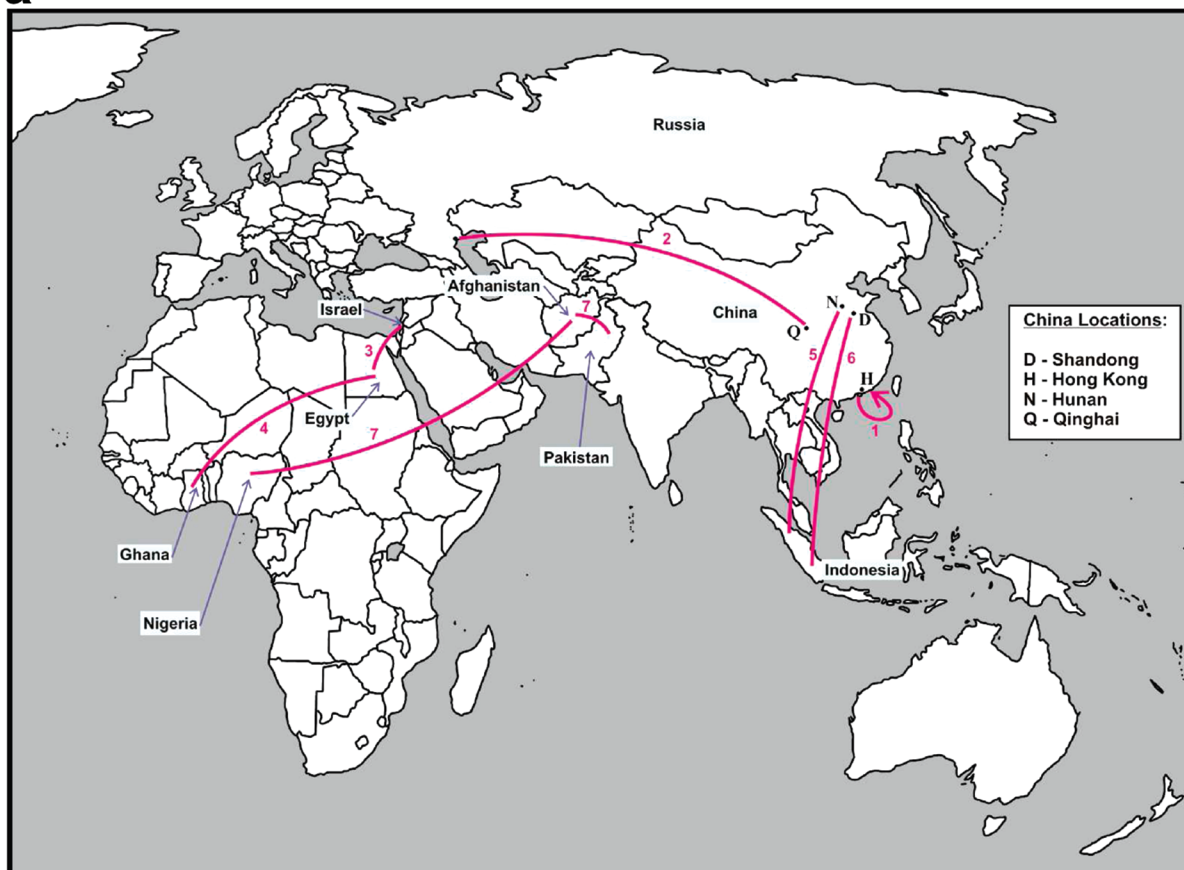 a
Russia
2
Afghanistan
Israel
7
N
D
China
Q
3
5
6
H
Egypt
4
7
1
Pakistan
Ghana
Indonesia
Nigeria
China Locations:
D - Shandong
H - Hong Kong
N - Hunan
Q - Qinghai